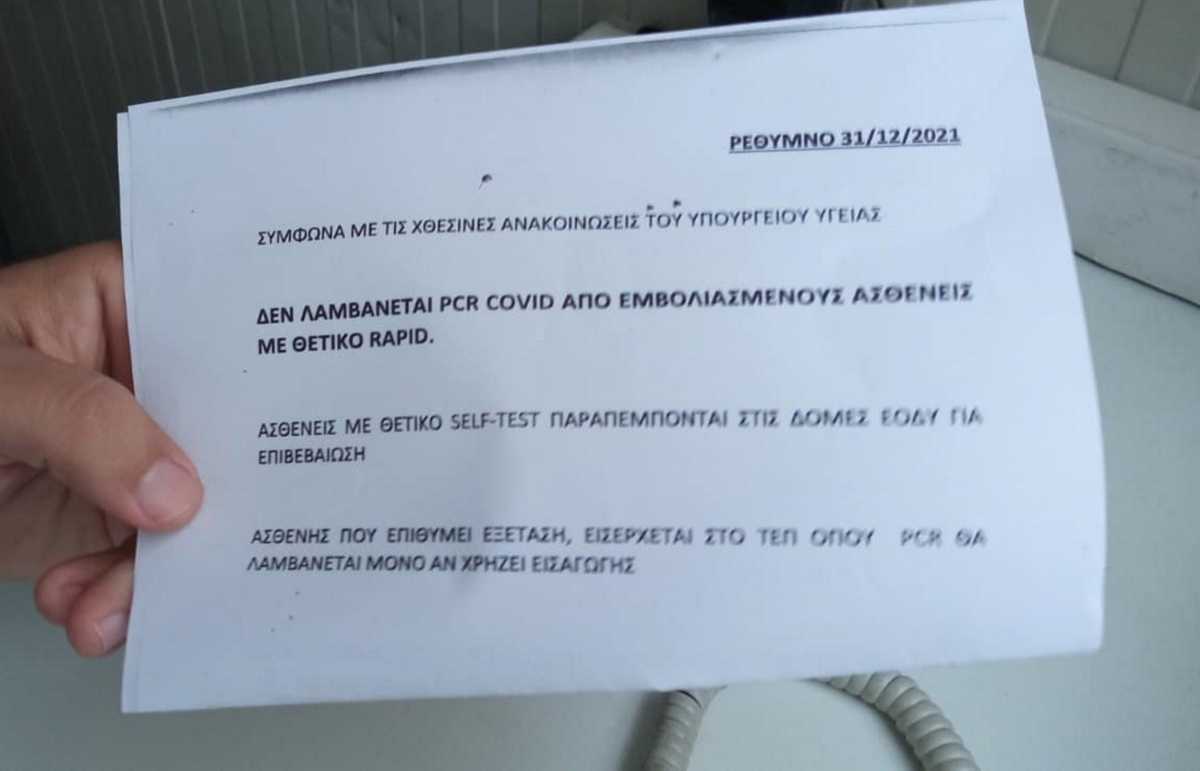 ΡΕΘΥΜΝΟ 31/12/2021
ΣΥΜΦΩΝΑ ΜΕ ΤΙΣ ΧΘΕΣΙΝΕΣ ΑΝΑΚΟΙΝΩΣΕΙΣ ΤΟΥ ΥΠΟΥΡΓΕΙΟΥ ΥΓΕΙΑΣ
ΔΕΝ ΛΑΜΒΑΝΕΤΑΙ PCR COVID ΑΠΟ ΕΜΒΟΛΙΑΣΜΕΝΟΥΣ ΑΣΘΕΝΕΙΣ
ΜΕ ΘΕΤΙΚΟ RAPID.
ΑΣΘΕΝΕΙΣ ΜΕ ΘΕΤΙΚΟ SELF-TEST ΠΑΡΑΠΕΜΠΟΝΤΑΙ ΣΤΙΣ ΔΟΜΕΣ ΕΟΔΥ ΓΙΑ
ΕΠΙΒΕΒΑΙΩΣΗ
ΑΣΘΕΝΗΣ ΠΟΥ ΕΠΙΘΥΜΕΙ ΕΞΕΤΑΣΗ, ΕΙΣΕΡΧΕΤΑΙ ΣΤΟ ΤΕΠ ΟΠΟΥ PCR ΘΑ
ΛΑΜΒΑΝΕΤΑΙ ΜΟΝΟ ΑΝ ΧΡΗΖΕΙ ΕΙΣΑΓΩΓΗΣ